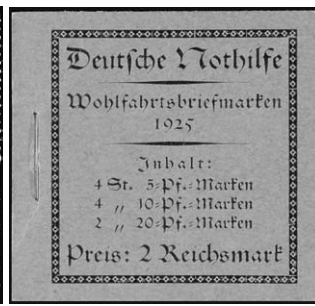 Deutſche Nothilfe
Wohlfahrtsbriefmarken
1925
Inhalt:
4 St. 5=Pf.=Marken
4 „ 10=Pf.=Marken
2 „ 20=Pf.=Marken
Preis: 2 Reichsmark